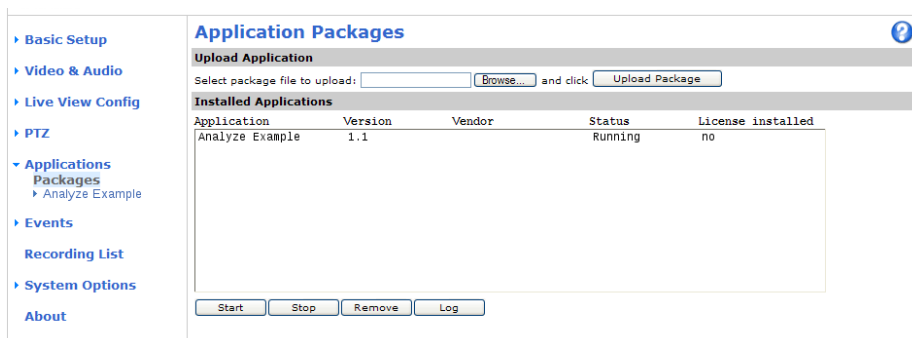 Basic Setup
Video & Audio
Live View Config
PTZ
Applications
Packages
Analyze Example
Events
Recording List
System Options
About
Application Packages
?
Upload Application
Select package file to upload: Browse... and click Upload Package
Installed Applications
Application Version Vendor Status License installed
Analyze Example 1.1 Running no
Start Stop Remove Log